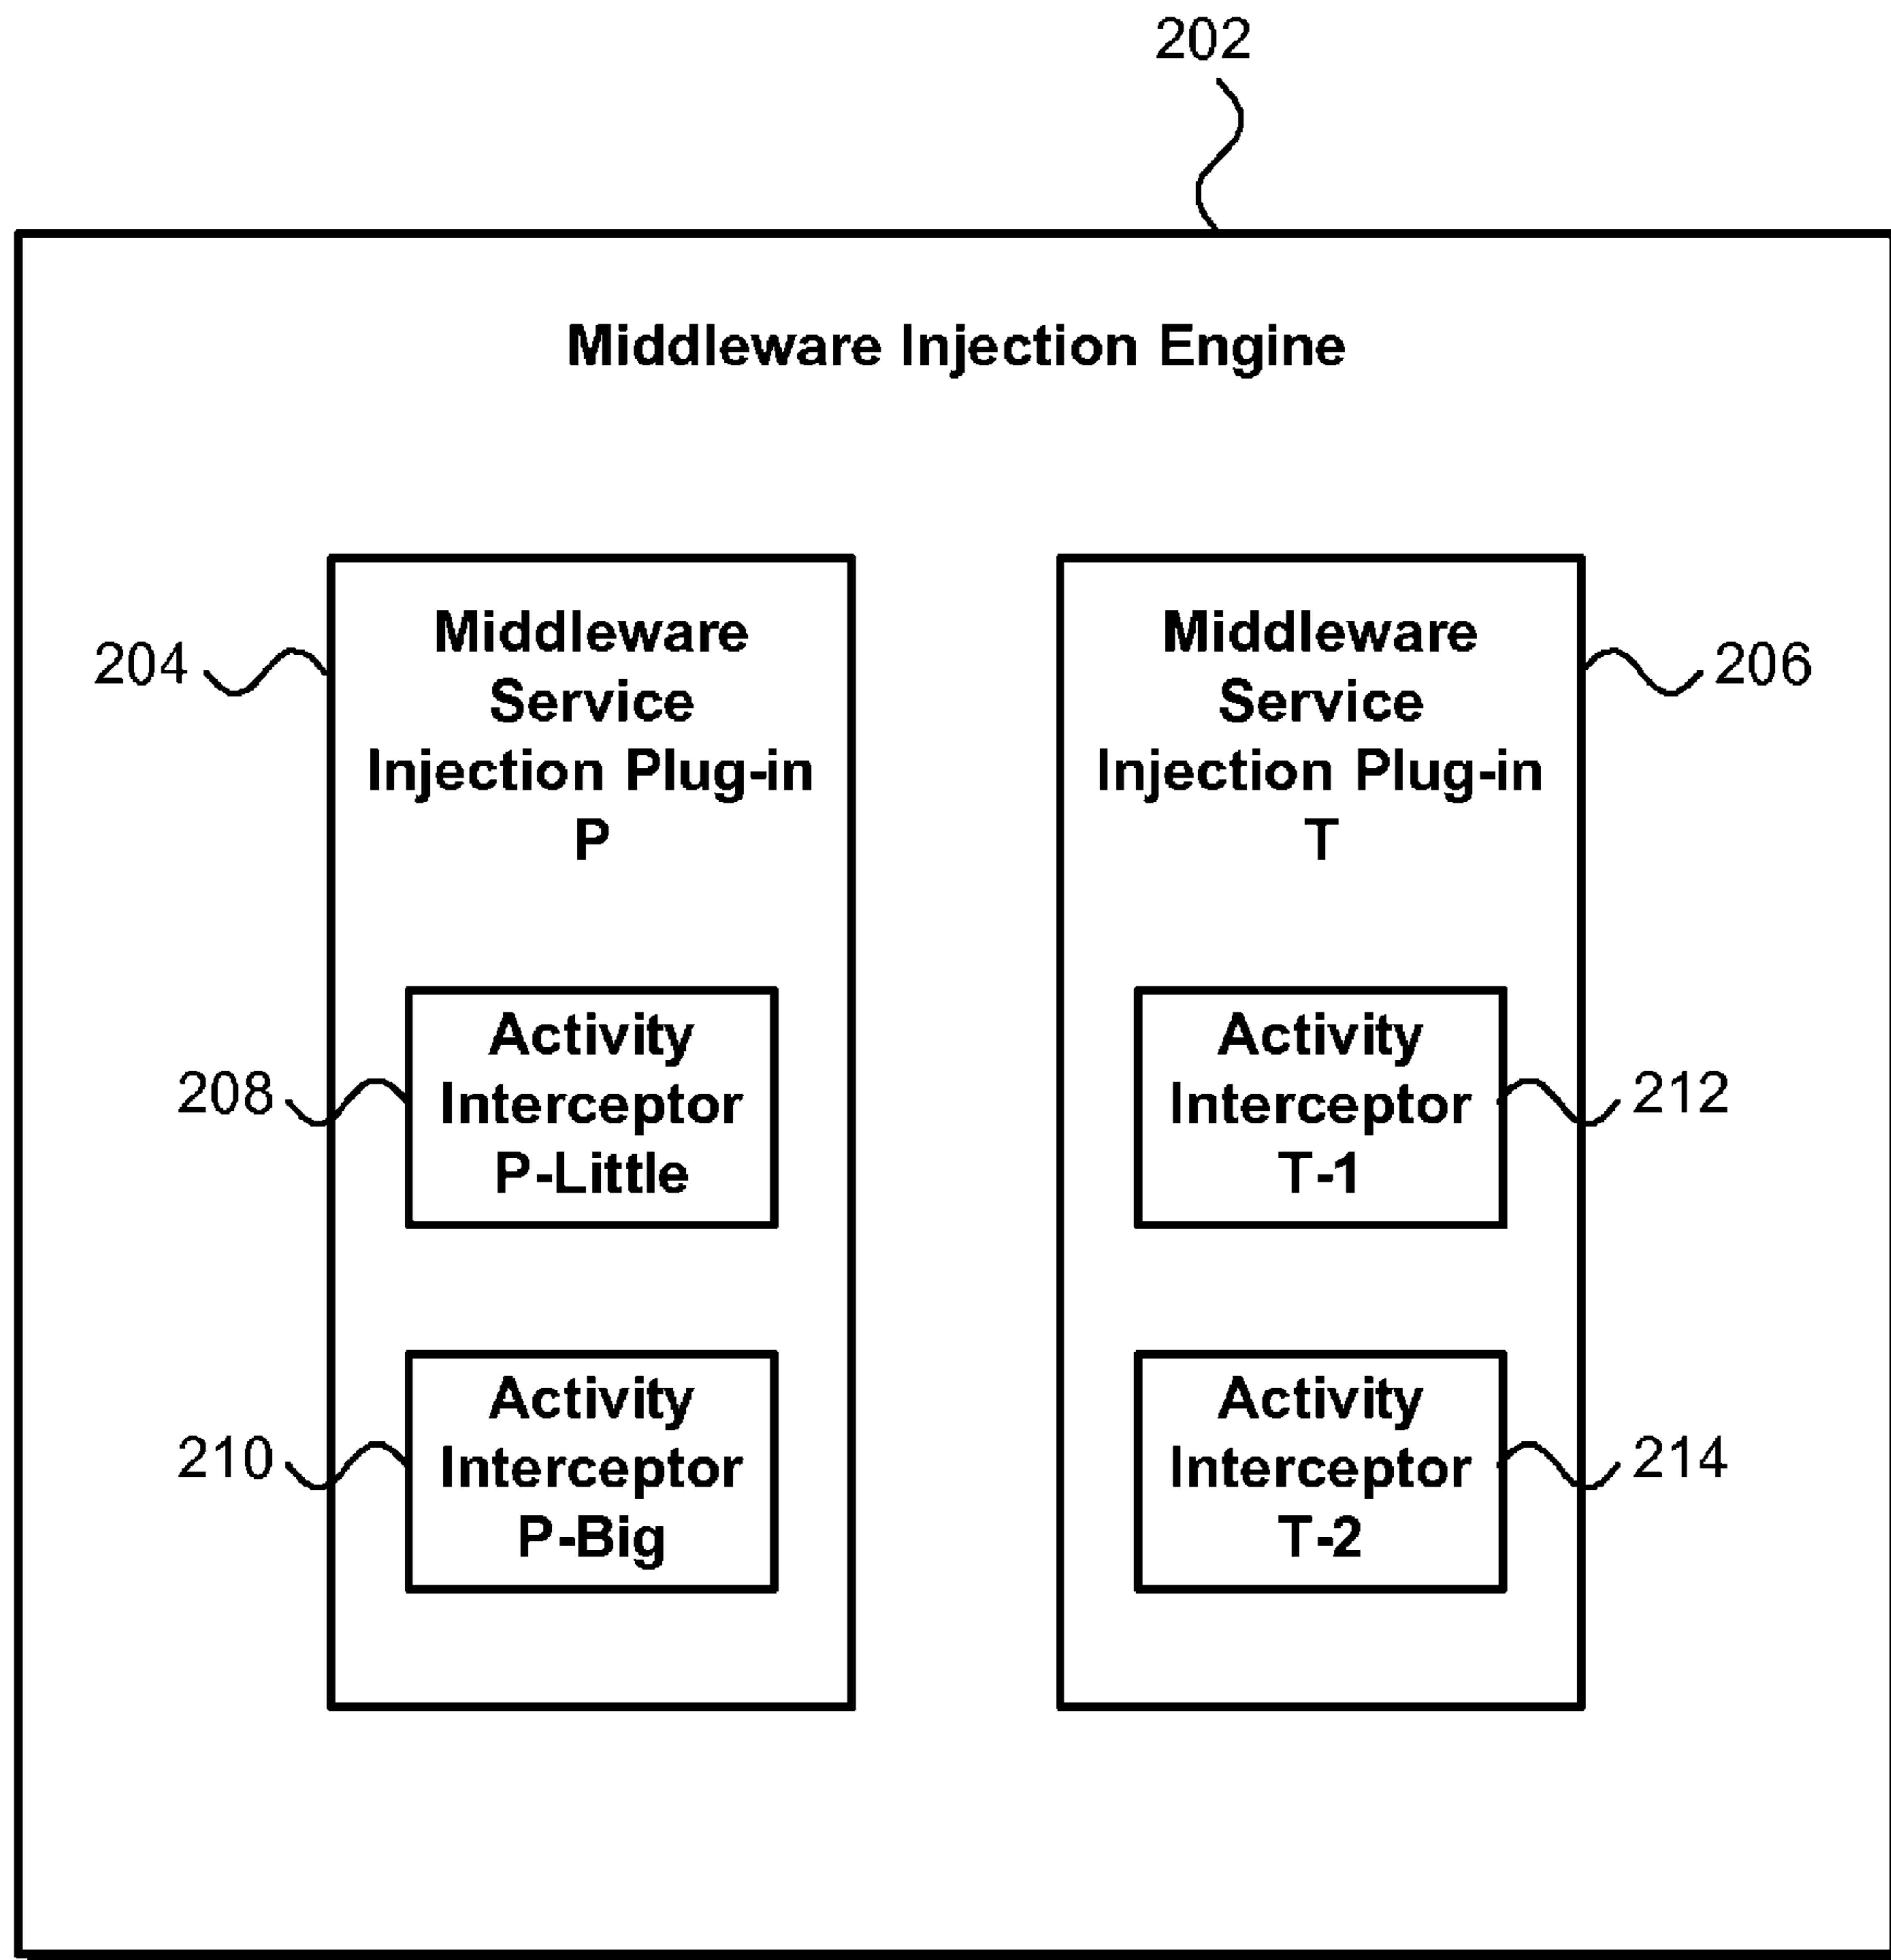 202
Middleware Injection Engine
204
Middleware
Service
Injection Plug-in
P
208
Activity
Interceptor
P-Little
210
Activity
Interceptor
P-Big
Middleware
Service
Injection Plug-in
T
206
Activity
Interceptor
T-1
212
Activity
Interceptor
T-2
214